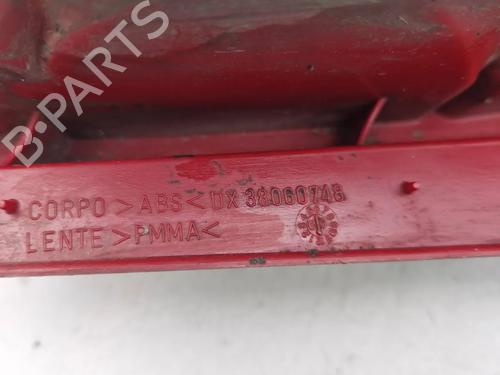 CORPO >ABS< DX 38060748
LENTE >PMMA<
B-PARTS